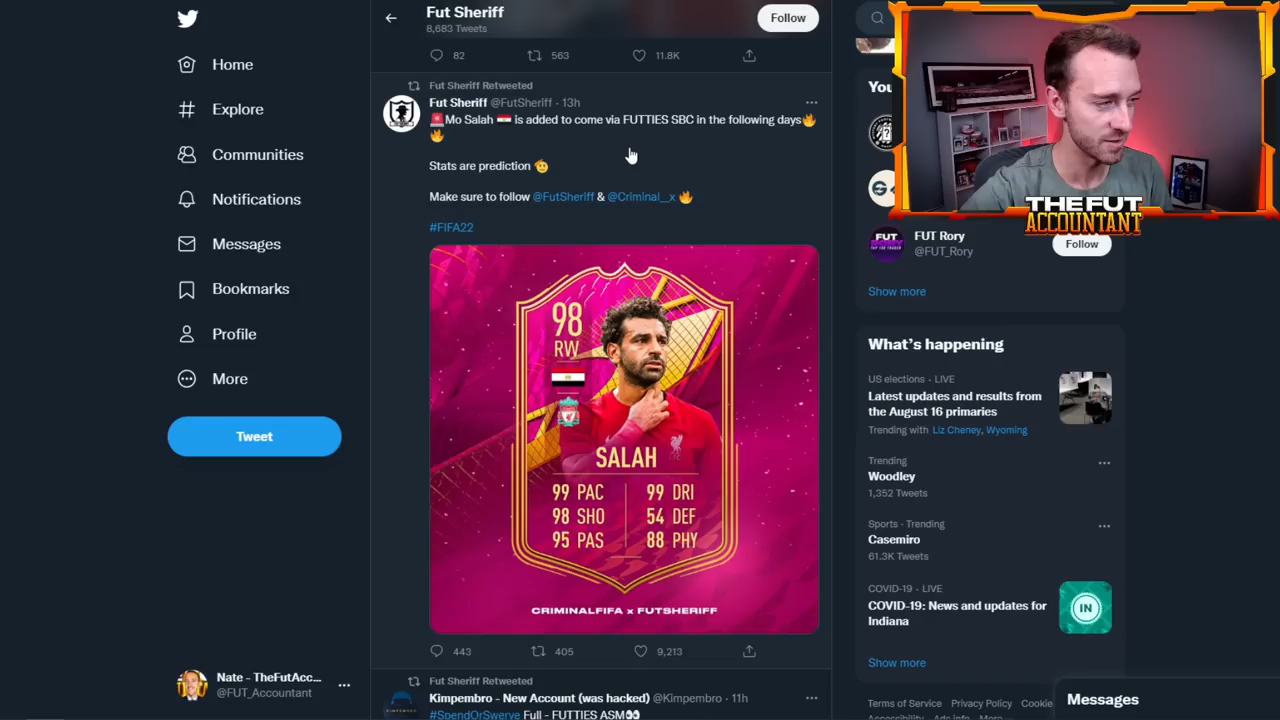 Fut Sheriff
8,683 Tweets
Follow
82
563
11.8K
Home
Explore
Communities
Notifications
Messages
Bookmarks
Profile
More
Tweet
Nate - TheFutAcc...
@FUT_Accountant
Fut Sheriff Retweeted
Fut Sheriff @FutSheriff · 13h
🚨Mo Salah 🇪🇬 is added to come via FUTTIES SBC in the following days🔥
🔥
Stats are prediction 🫡
Make sure to follow @FutSheriff & @Criminal__x 🔥
#FIFA22
98
RW
SALAH
99 PAC
99 DRI
98 SHO
54 DEF
95 PAS
88 PHY
CRIMINALFIFA x FUTSHERIFF
443
405
9,213
Fut Sheriff Retweeted
Kimpembro - New Account (was hacked) @Kimpembro · 11h
#SpendOrSwerve Full - FUTTIES ASM👀
You
THE FUT
ACCOUNTANT
FUT Rory
@FUT_Rory
Follow
Show more
What's happening
US elections · LIVE
Latest updates and results from
the August 16 primaries
Trending with Liz Cheney, Wyoming
Trending
Woodley
1,352 Tweets
Sports · Trending
Casemiro
61.3K Tweets
COVID-19 · LIVE
COVID-19: News and updates for
Indiana
Show more
Terms of Service Privacy Policy Cookie
Messages